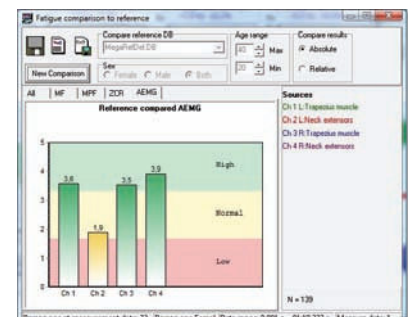 Fatigue comparison to reference
Compare reference DB
MegaRefDef.DB
Age range
40 Max
20 Min
Compare results
Absolute
Relative
New Comparison
Sex
Female Male Both
All MF MPF ZCR AEMG
Reference compared AEMG
Sources
Ch 1 L:Trapezius muscle
Ch 2 L:Neck extensors
Ch 3 R:Trapezius muscle
Ch 4 R:Neck extensors
5
4
3
2
1
0
3,6
1,9
3,5
3,9
High
Normal
Low
Ch 1 Ch 2 Ch 3 Ch 4
N = 139